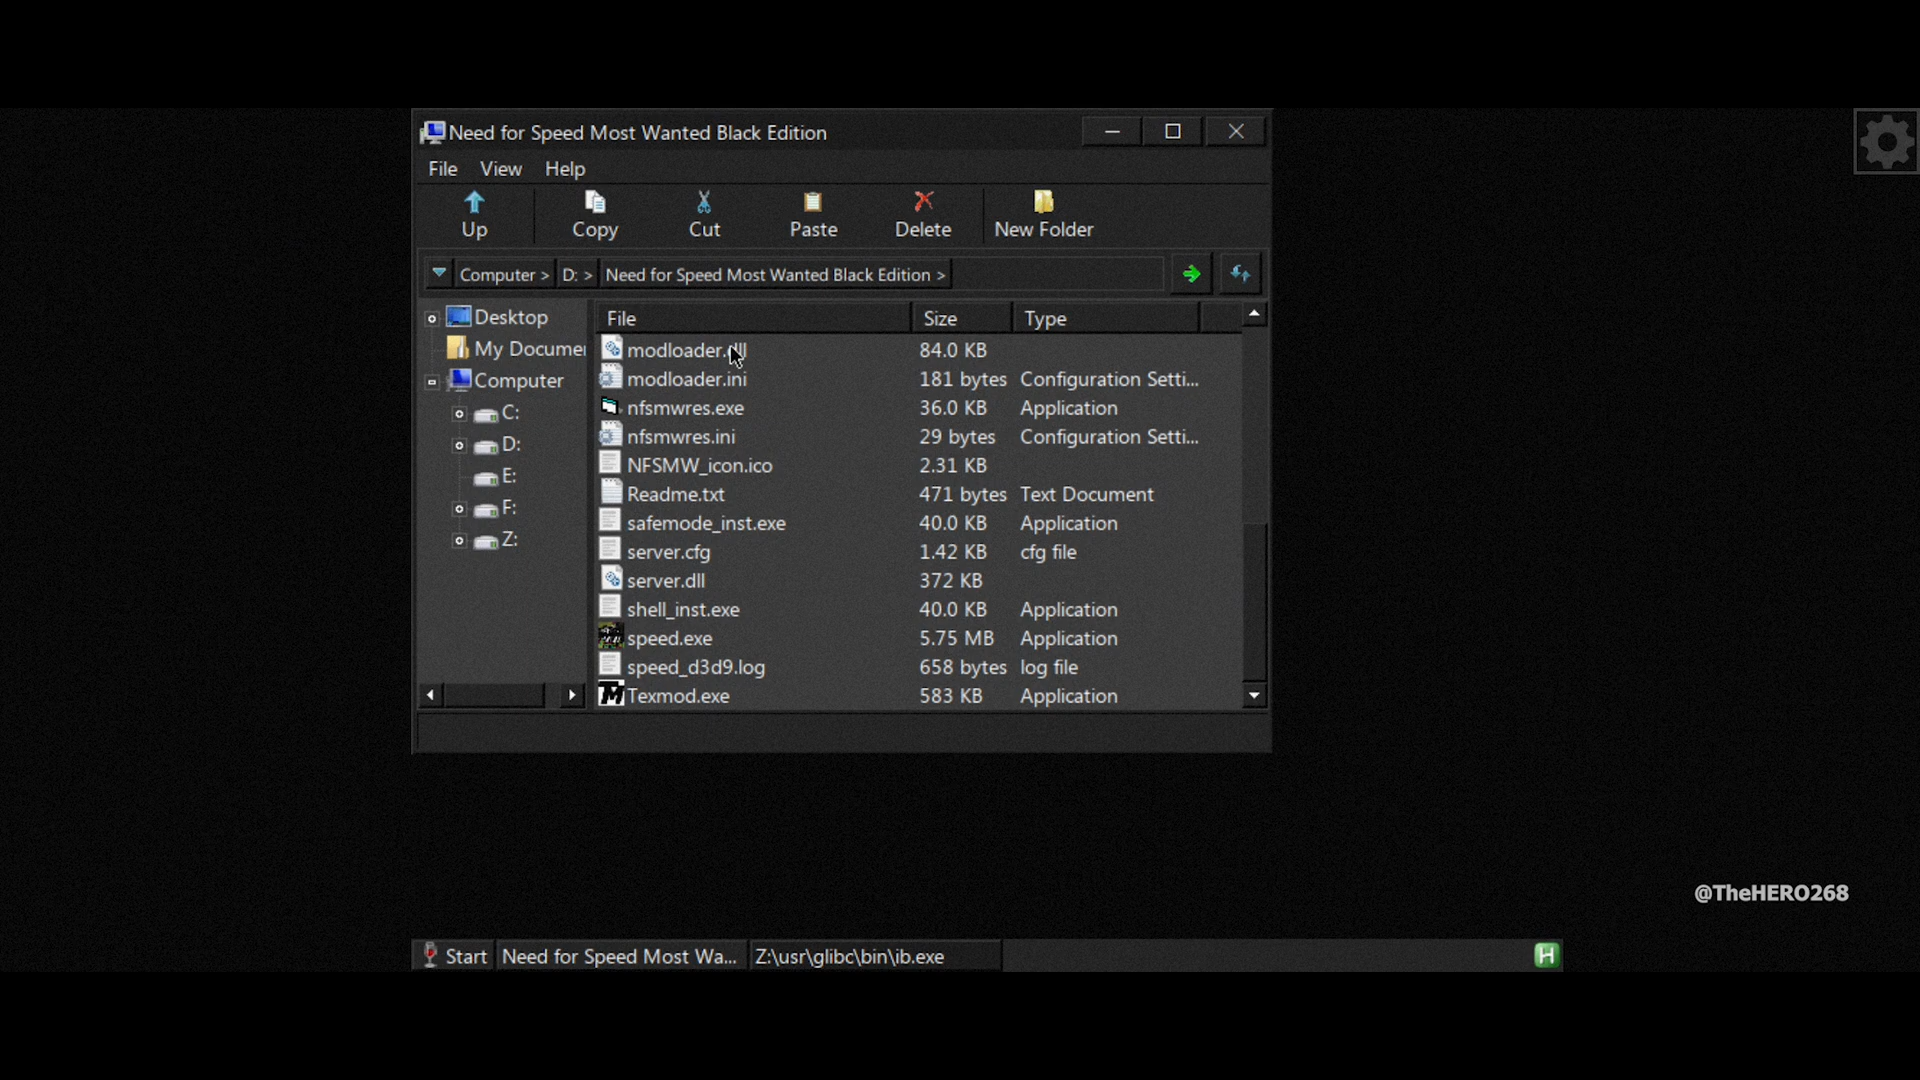 Need for Speed Most Wanted Black Edition
File View Help
Up Copy Cut Paste Delete New Folder
Computer > D: > Need for Speed Most Wanted Black Edition >
Desktop
My Docume
Computer
C:
D:
E:
F:
Z:
File Size Type
modloader.dll 84.0 KB
modloader.ini 181 bytes Configuration Setti...
nfsmwres.exe 36.0 KB Application
nfsmwres.ini 29 bytes Configuration Setti...
NFSMW_icon.ico 2.31 KB
Readme.txt 471 bytes Text Document
safemode_inst.exe 40.0 KB Application
server.cfg 1.42 KB cfg file
server.dll 372 KB
shell_inst.exe 40.0 KB Application
speed.exe 5.75 MB Application
speed_d3d9.log 658 bytes log file
TM Texmod.exe 583 KB Application
@TheHERO268
Start Need for Speed Most Wa... Z:\usr\glibc\bin\ib.exe H